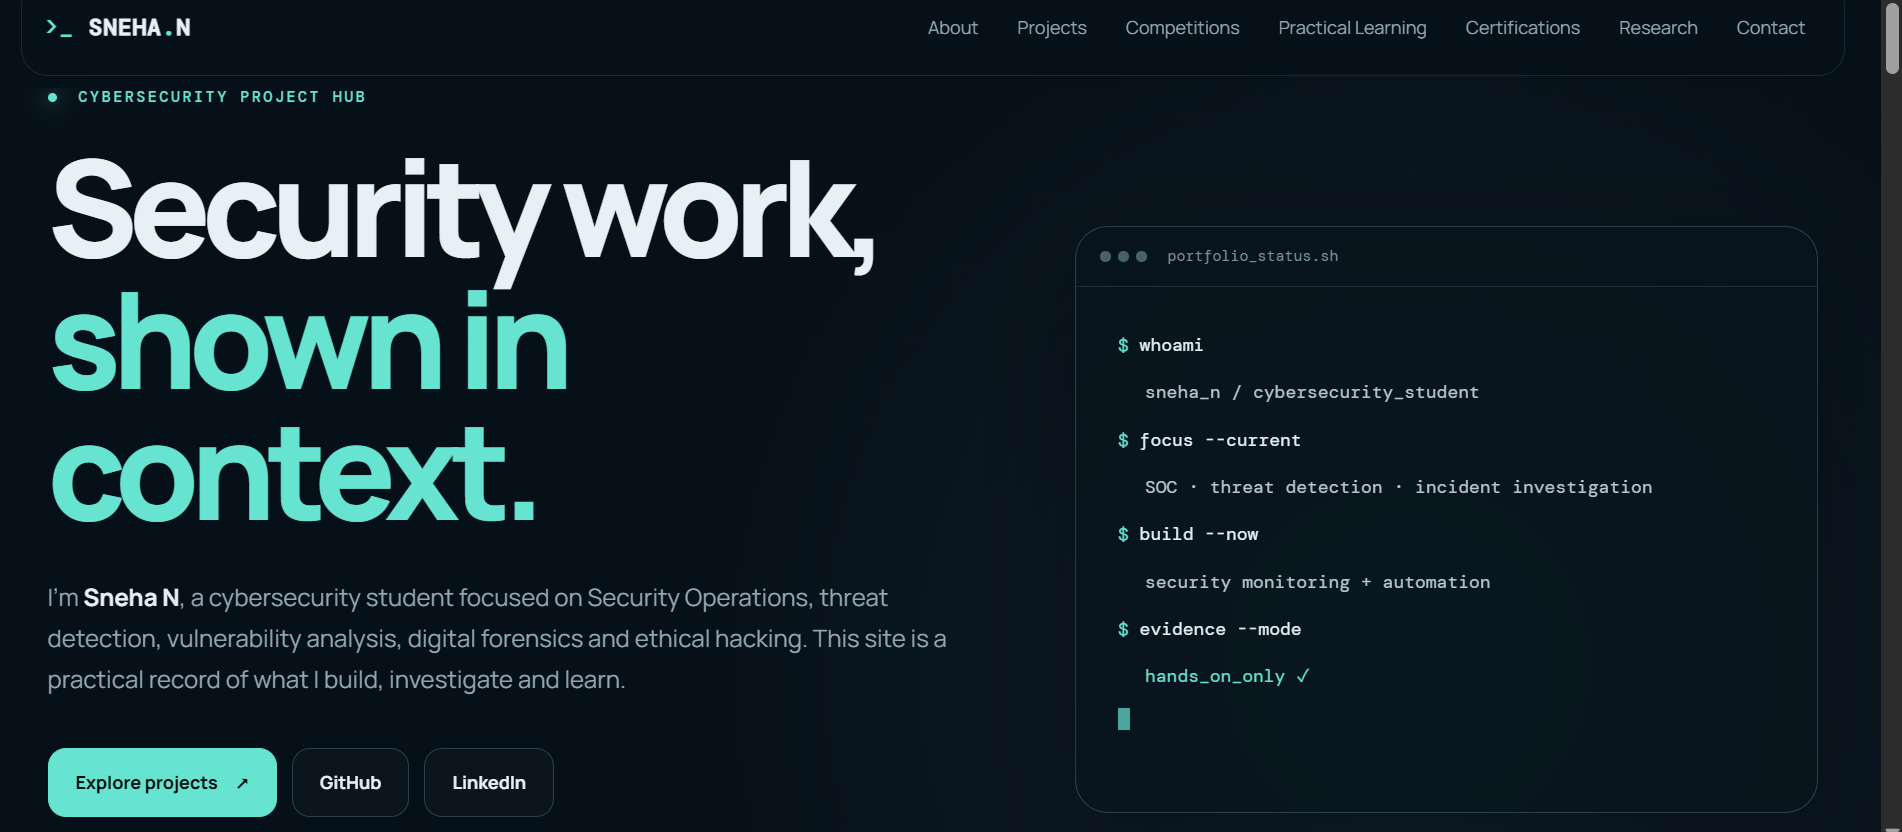 >_ SNEHA.N
About Projects Competitions Practical Learning Certifications Research Contact
CYBERSECURITY PROJECT HUB
Security work,
shown in
context.
I’m Sneha N, a cybersecurity student focused on Security Operations, threat
detection, vulnerability analysis, digital forensics and ethical hacking. This site is a
practical record of what I build, investigate and learn.
Explore projects ↗ GitHub LinkedIn
portfolio_status.sh
$ whoami
sneha_n / cybersecurity_student
$ focus --current
SOC · threat detection · incident investigation
$ build --now
security monitoring + automation
$ evidence --mode
hands_on_only ✓